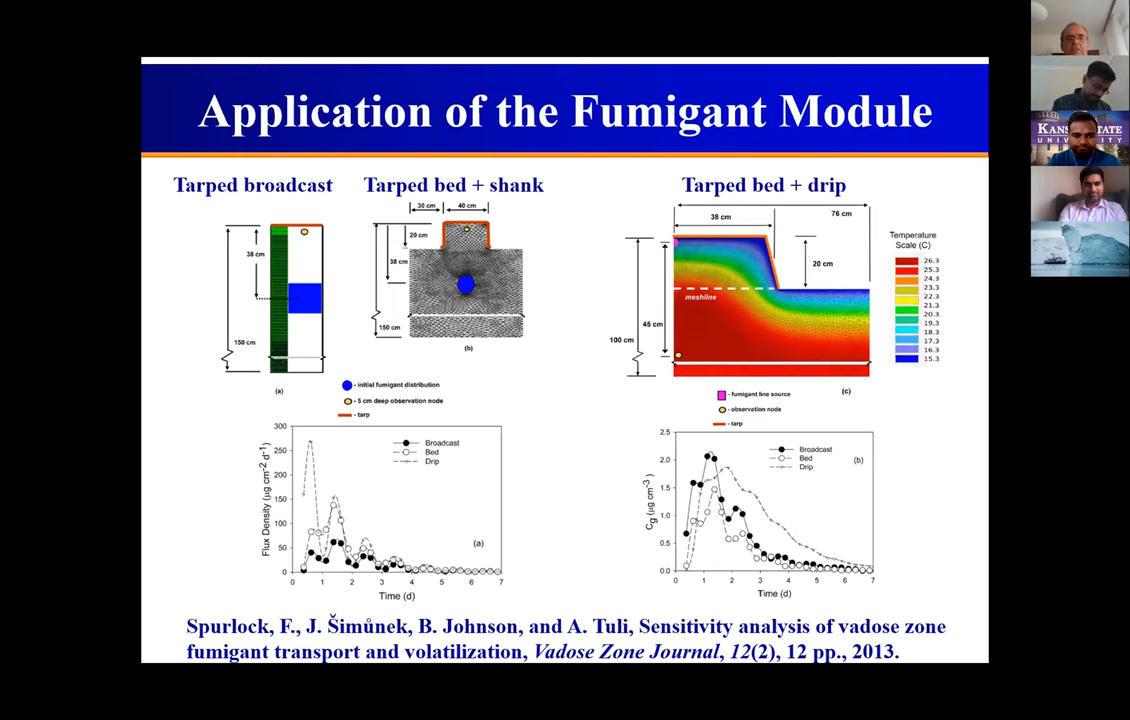 Application of the Fumigant Module
Tarped broadcast
Tarped bed + shank
Tarped bed + drip
38 cm
150 cm
(a)
30 cm
40 cm
20 cm
38 cm
150 cm
(b)
- initial fumigant distribution
- 5 cm deep observation node
- tarp
76 cm
38 cm
20 cm
meshline
45 cm
100 cm
(c)
- fumigant line source
- observation node
- tarp
Temperature
Scale (C)
26.3
25.3
24.3
23.3
22.3
21.3
20.3
19.3
18.3
17.3
16.3
15.3
Flux Density (μg cm-2 d-1)
300
250
200
150
100
50
0
Broadcast
Bed
Drip
(a)
0 1 2 3 4 5 6 7
Time (d)
Cg (μg cm-3)
2.5
2.0
1.5
1.0
0.5
0.0
Broadcast
Bed
Drip
(b)
0 1 2 3 4 5 6 7
Time (d)
Spurlock, F., J. Šimůnek, B. Johnson, and A. Tuli, Sensitivity analysis of vadose zone
fumigant transport and volatilization, Vadose Zone Journal, 12(2), 12 pp., 2013.